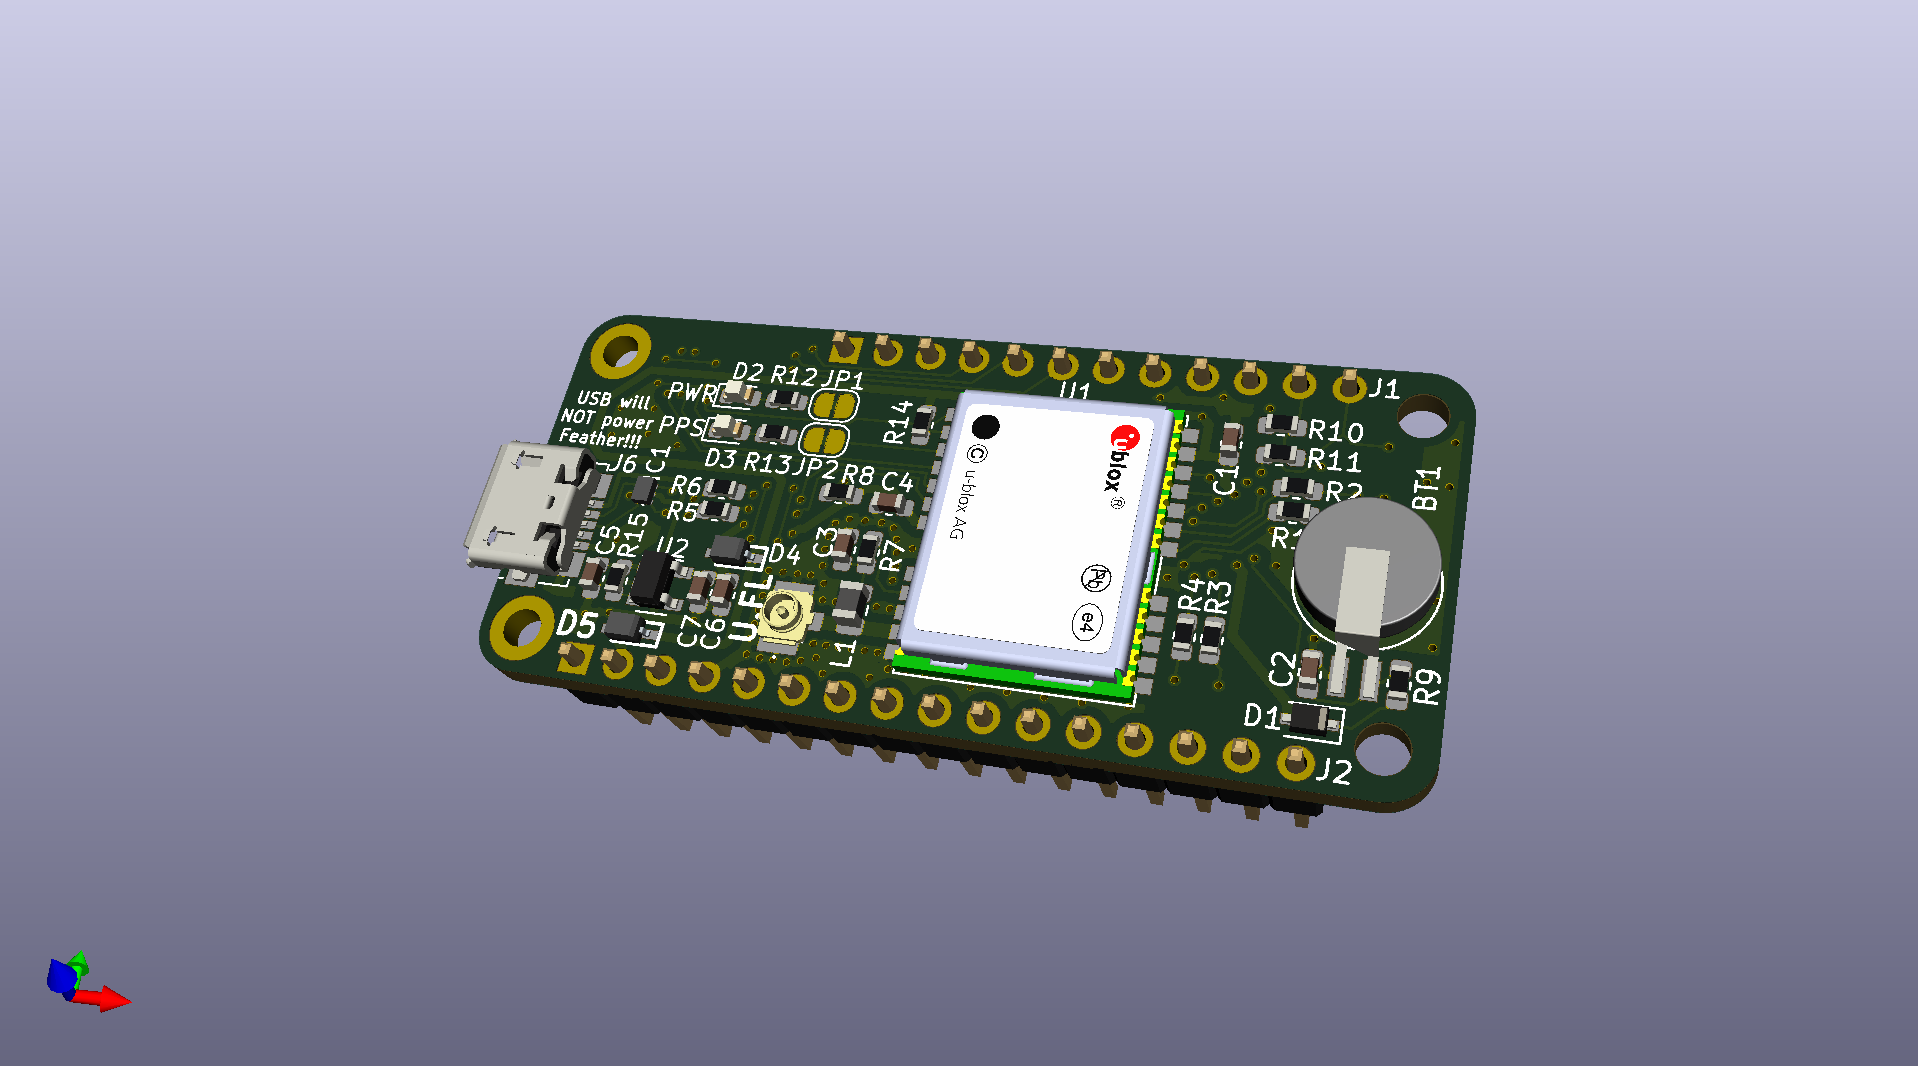 D2 R12 JP1
PWR
USB will
NOT power
Feather!!!
PPS
D3 R13 JP2 R8 C4
J6
C1
R6
R5
C5
R15
U2
D4
C3
R7
R14
U1
J1
u-blox
®
© u-blox AG
Pb
e4
C1
R10
R11
R2
BT1
R4
R3
D5
C7
C6
U.FL
L1
C2
R9
D1
J2